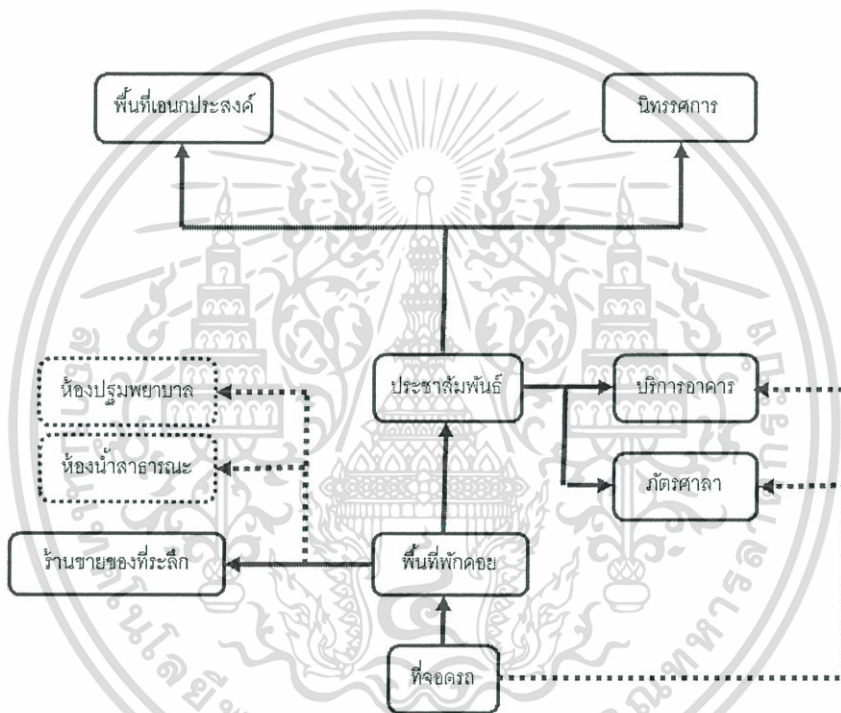 พื้นที่เอนกประสงค์
นิทรรศการ
ห้องปฐมพยาบาล
ประชาสัมพันธ์
บริการอาคาร
ห้องน้ำสาธารณะ
ภัตรศาลา
ร้านขายของที่ระลึก
พื้นที่พักคอย
ที่จอดรถ